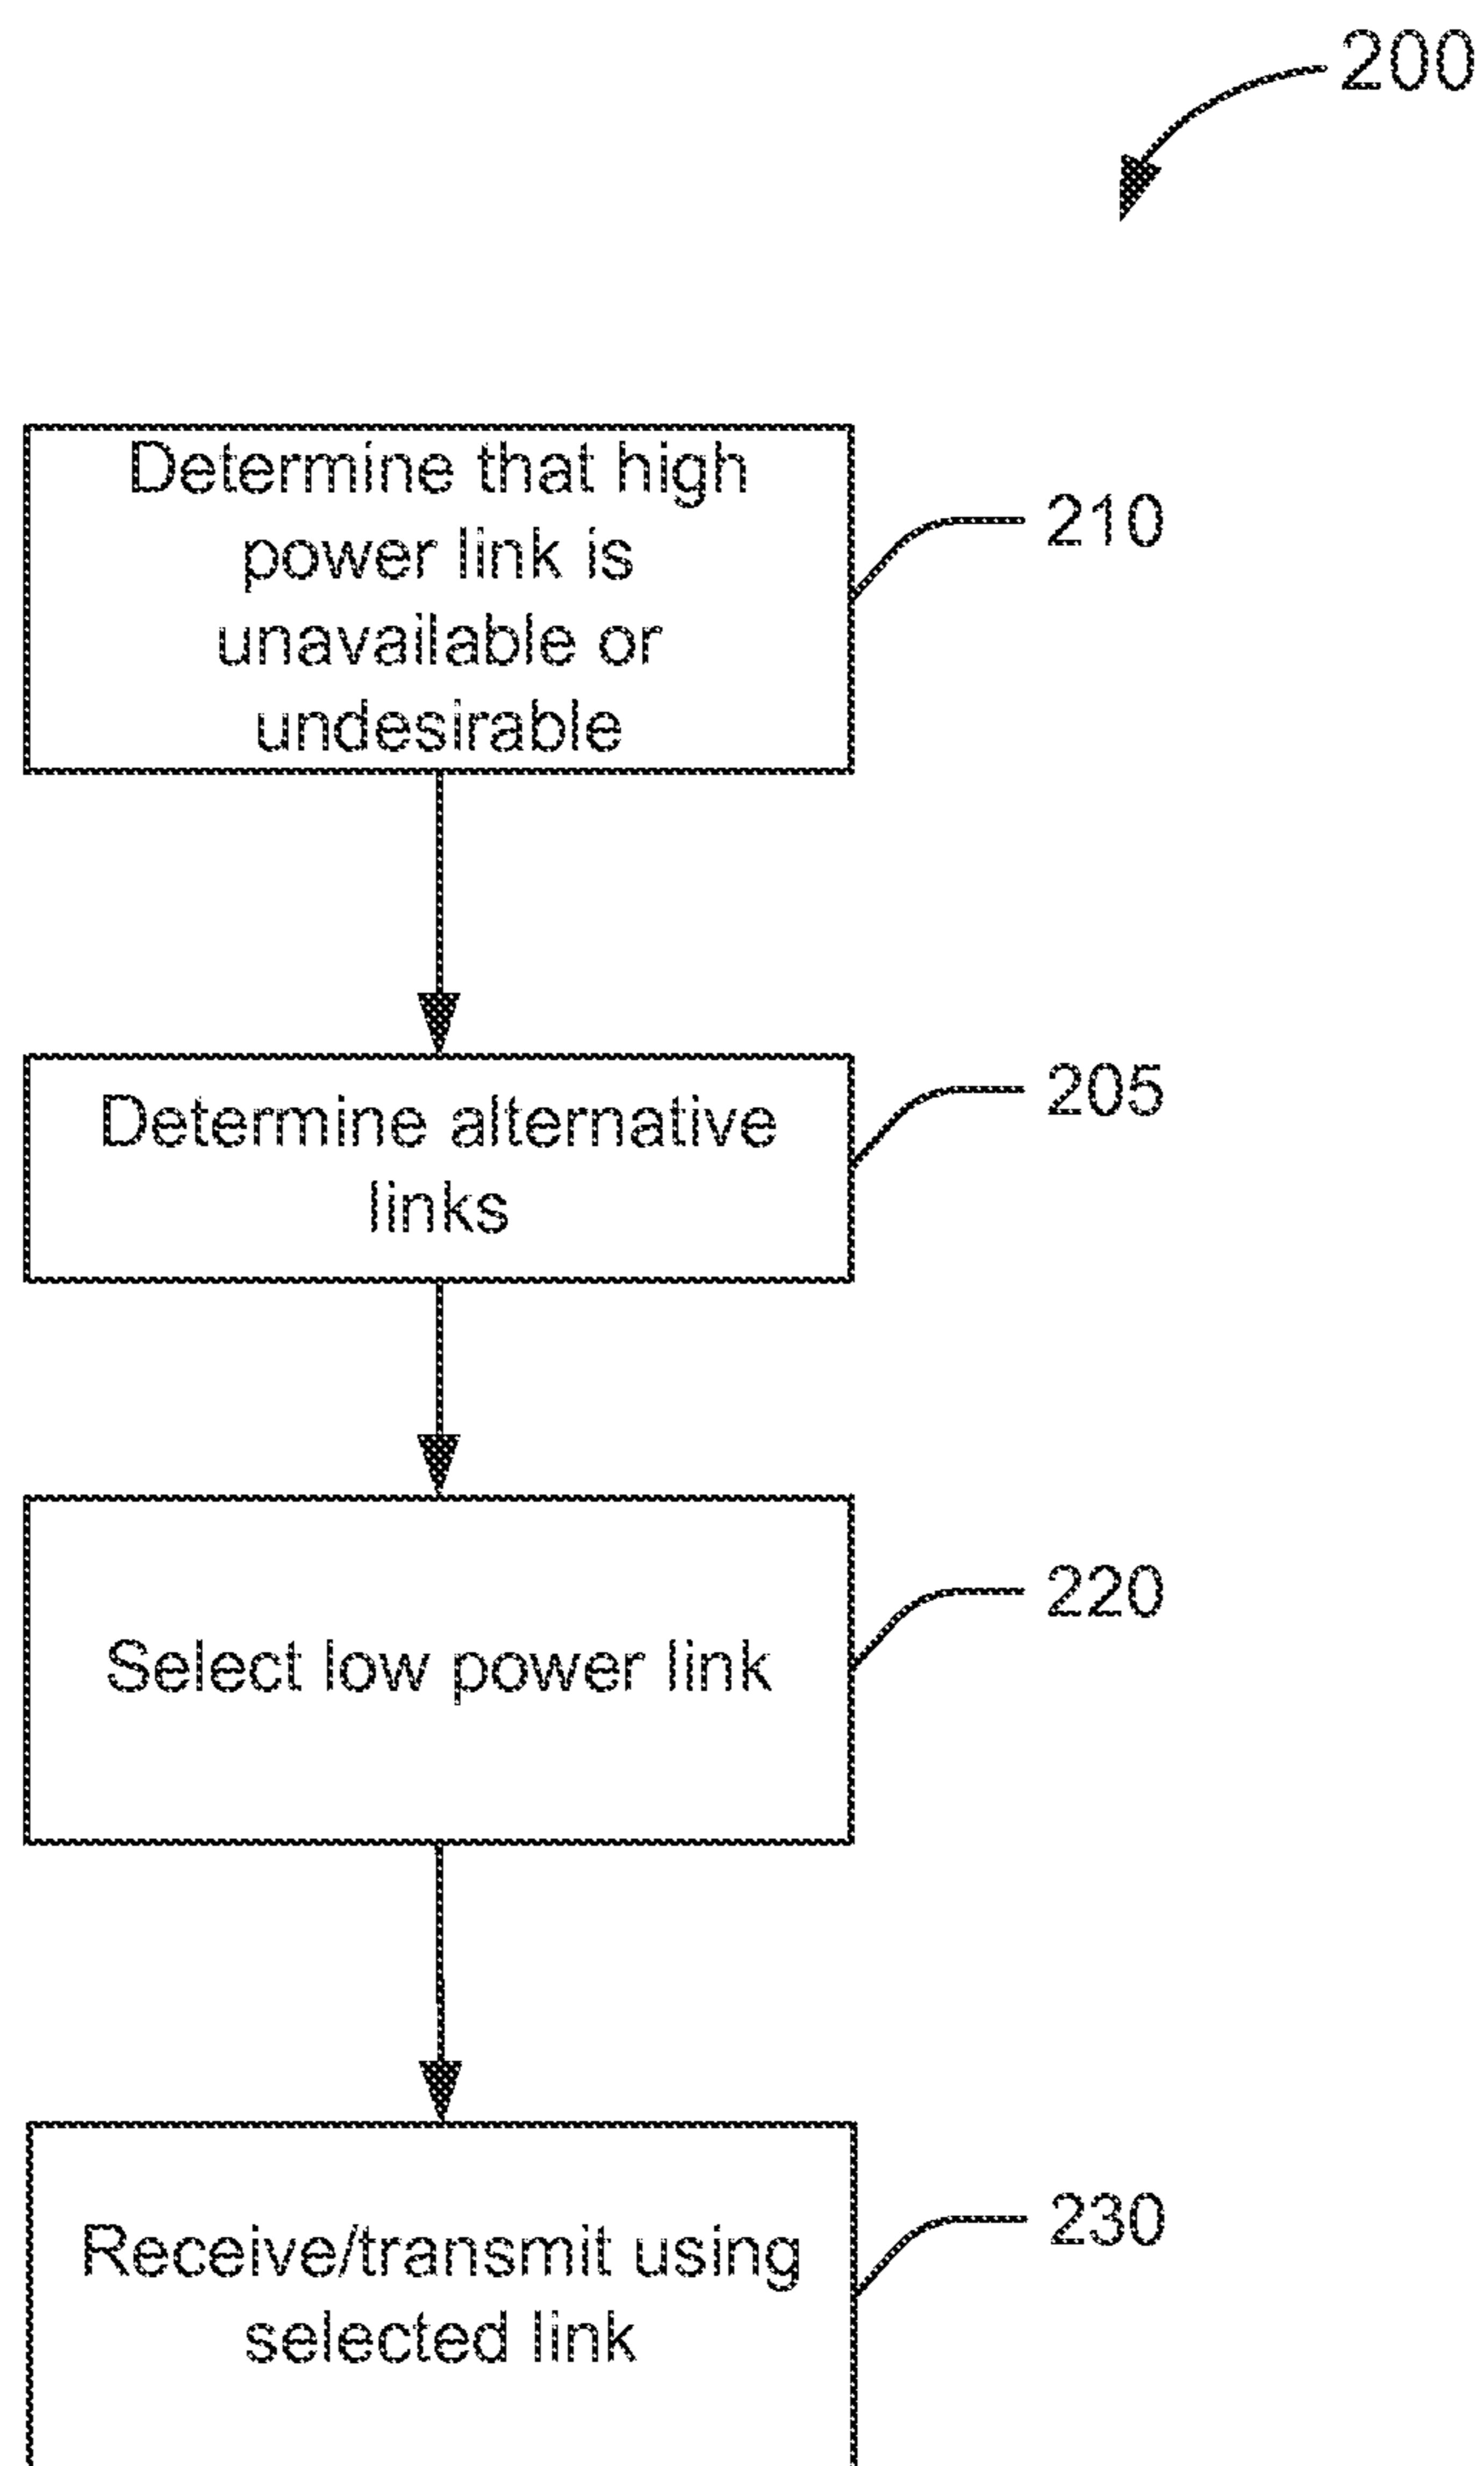 200
Determine that high
power link is
unavailable or
undesirable
210
Determine alternative
links
205
Select low power link
220
Receive/transmit using
selected link
230